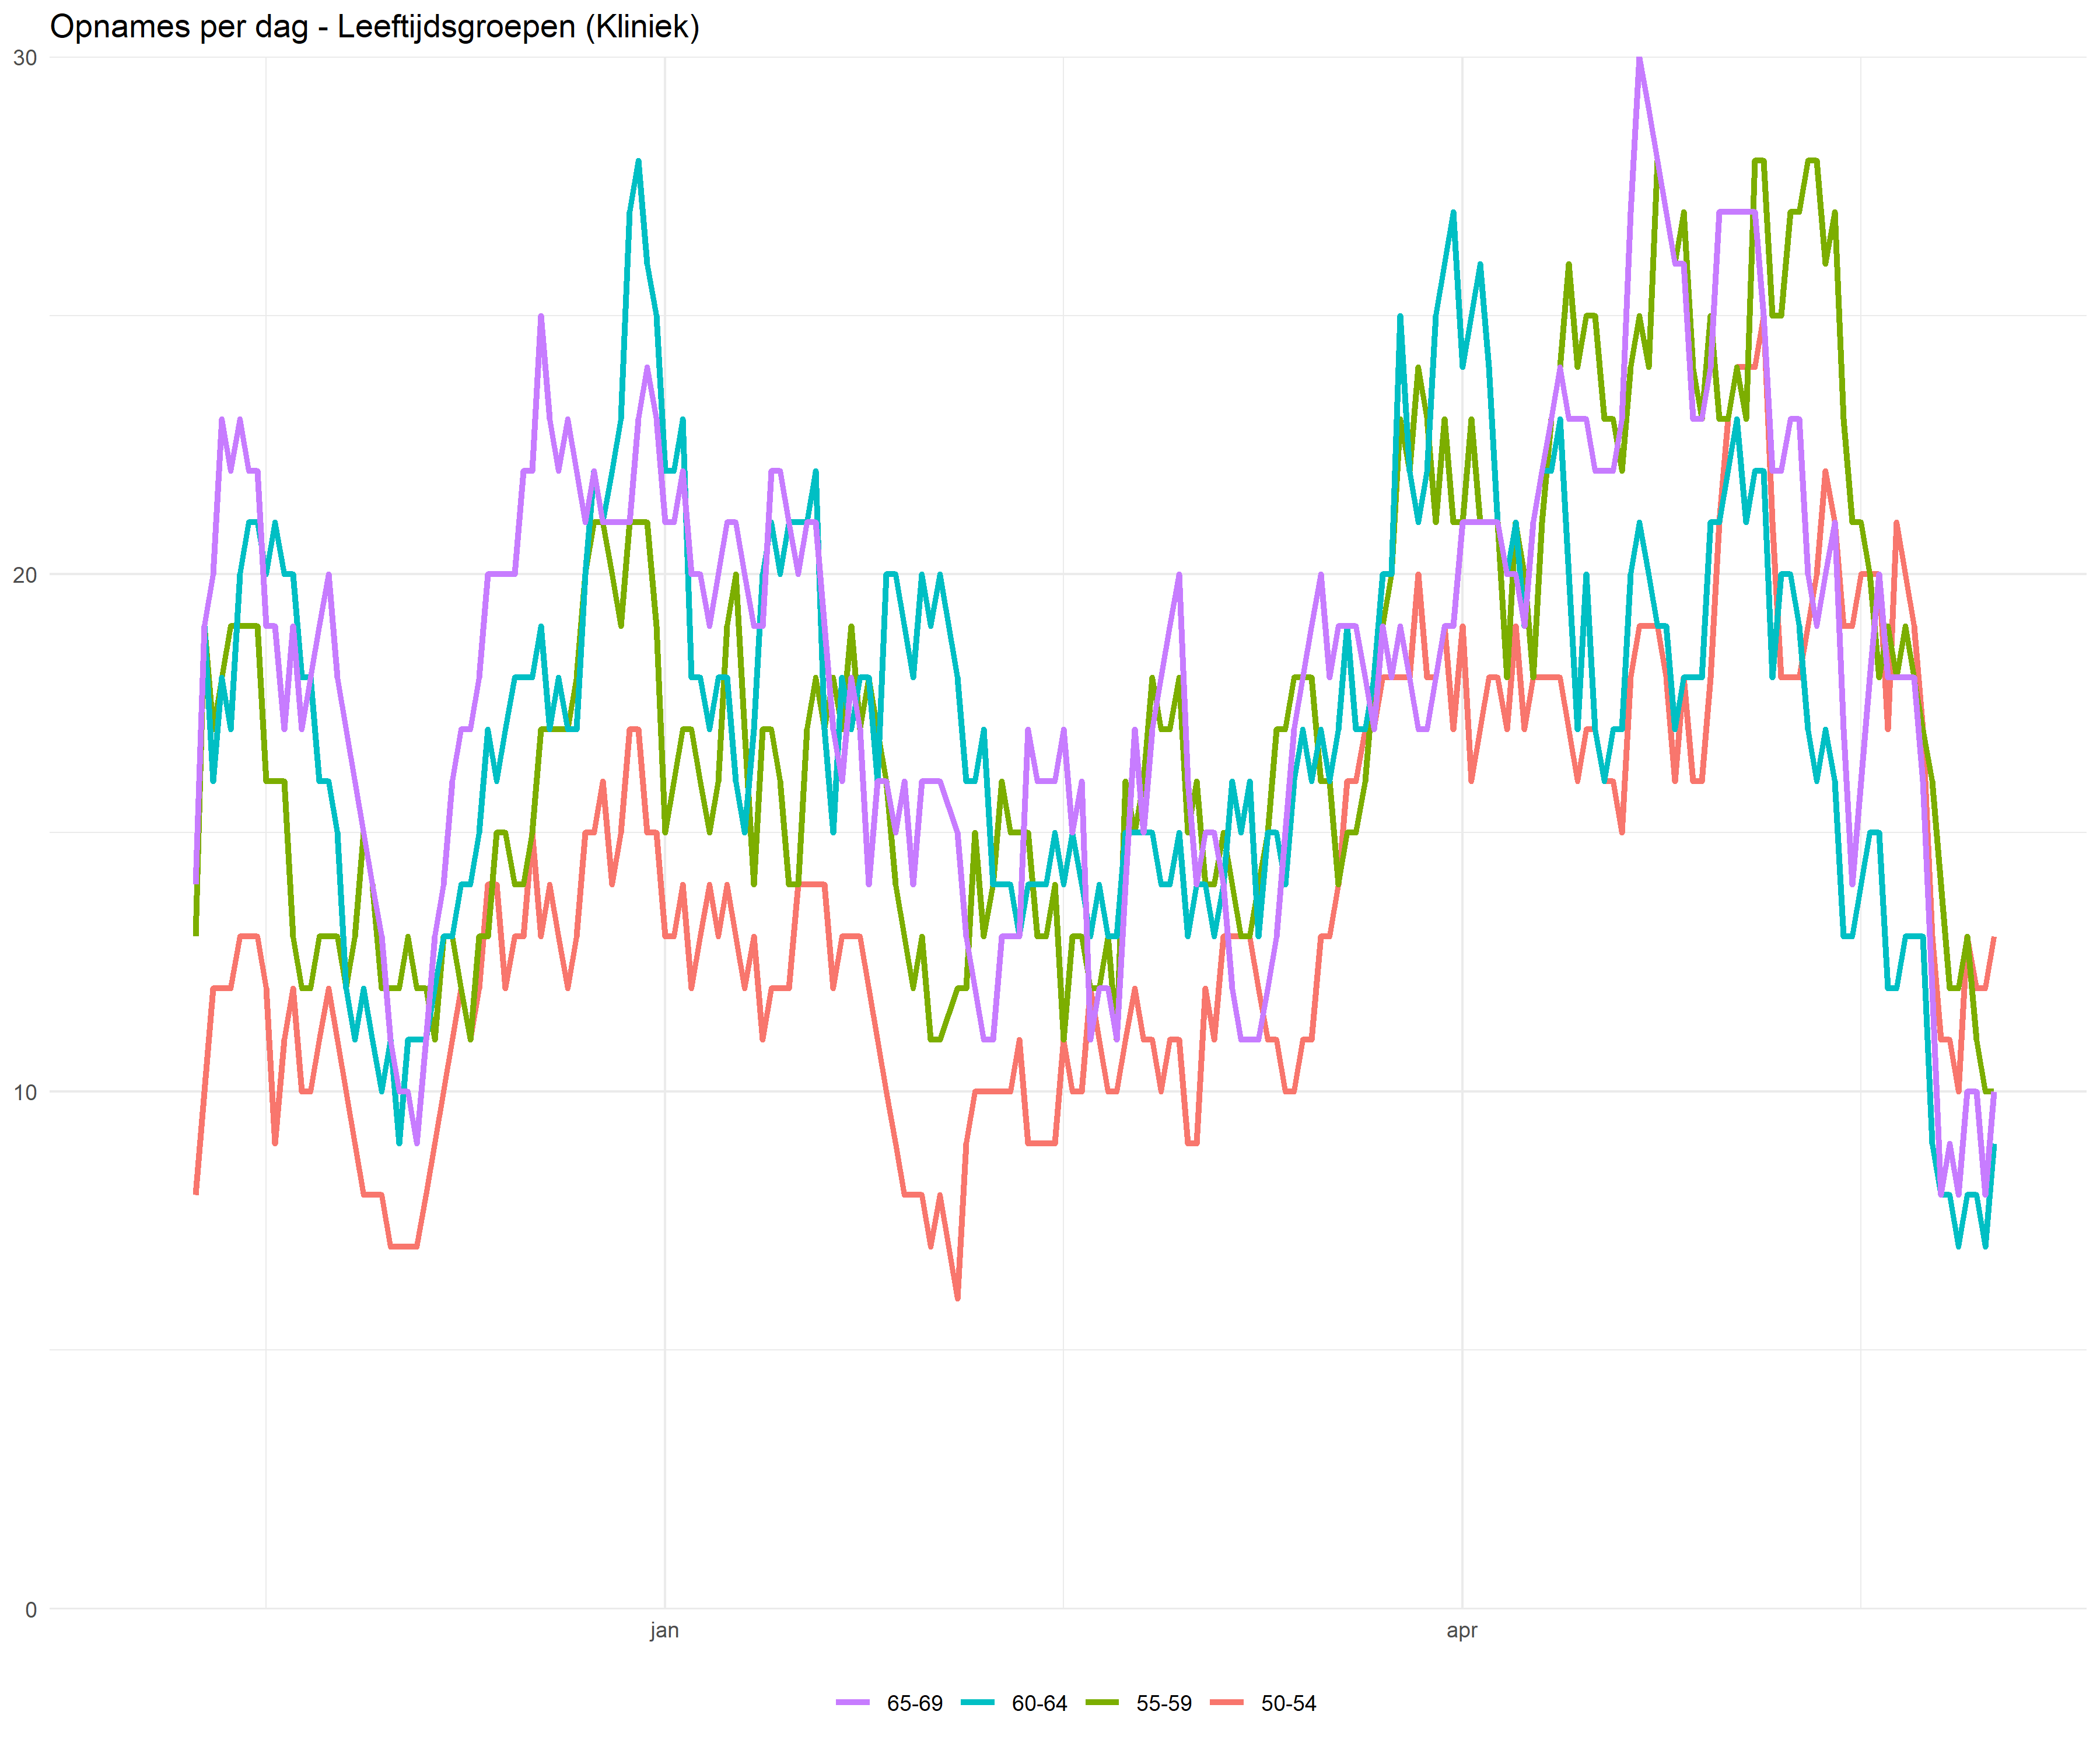 Opnames per dag - Leeftijdsgroepen (Kliniek)
30
20
10
0
jan apr
65-69 60-64 55-59 50-54